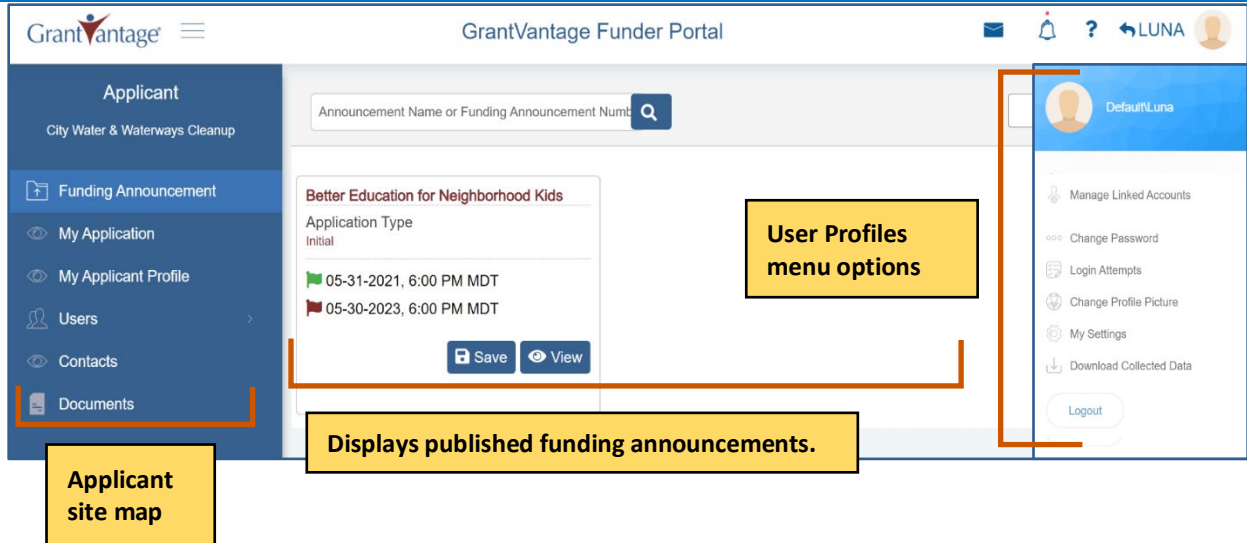 GrantVantage
GrantVantage Funder Portal
?
LUNA
Applicant
City Water & Waterways Cleanup
Funding Announcement
My Application
My Applicant Profile
Users
Contacts
Documents
Announcement Name or Funding Announcement Numb
Better Education for Neighborhood Kids
Application Type
Initial
05-31-2021, 6:00 PM MDT
05-30-2023, 6:00 PM MDT
Save
View
User Profiles
menu options
Default\Luna
Manage Linked Accounts
Change Password
Login Attempts
Change Profile Picture
My Settings
Download Collected Data
Logout
Displays published funding announcements.
Applicant
site map